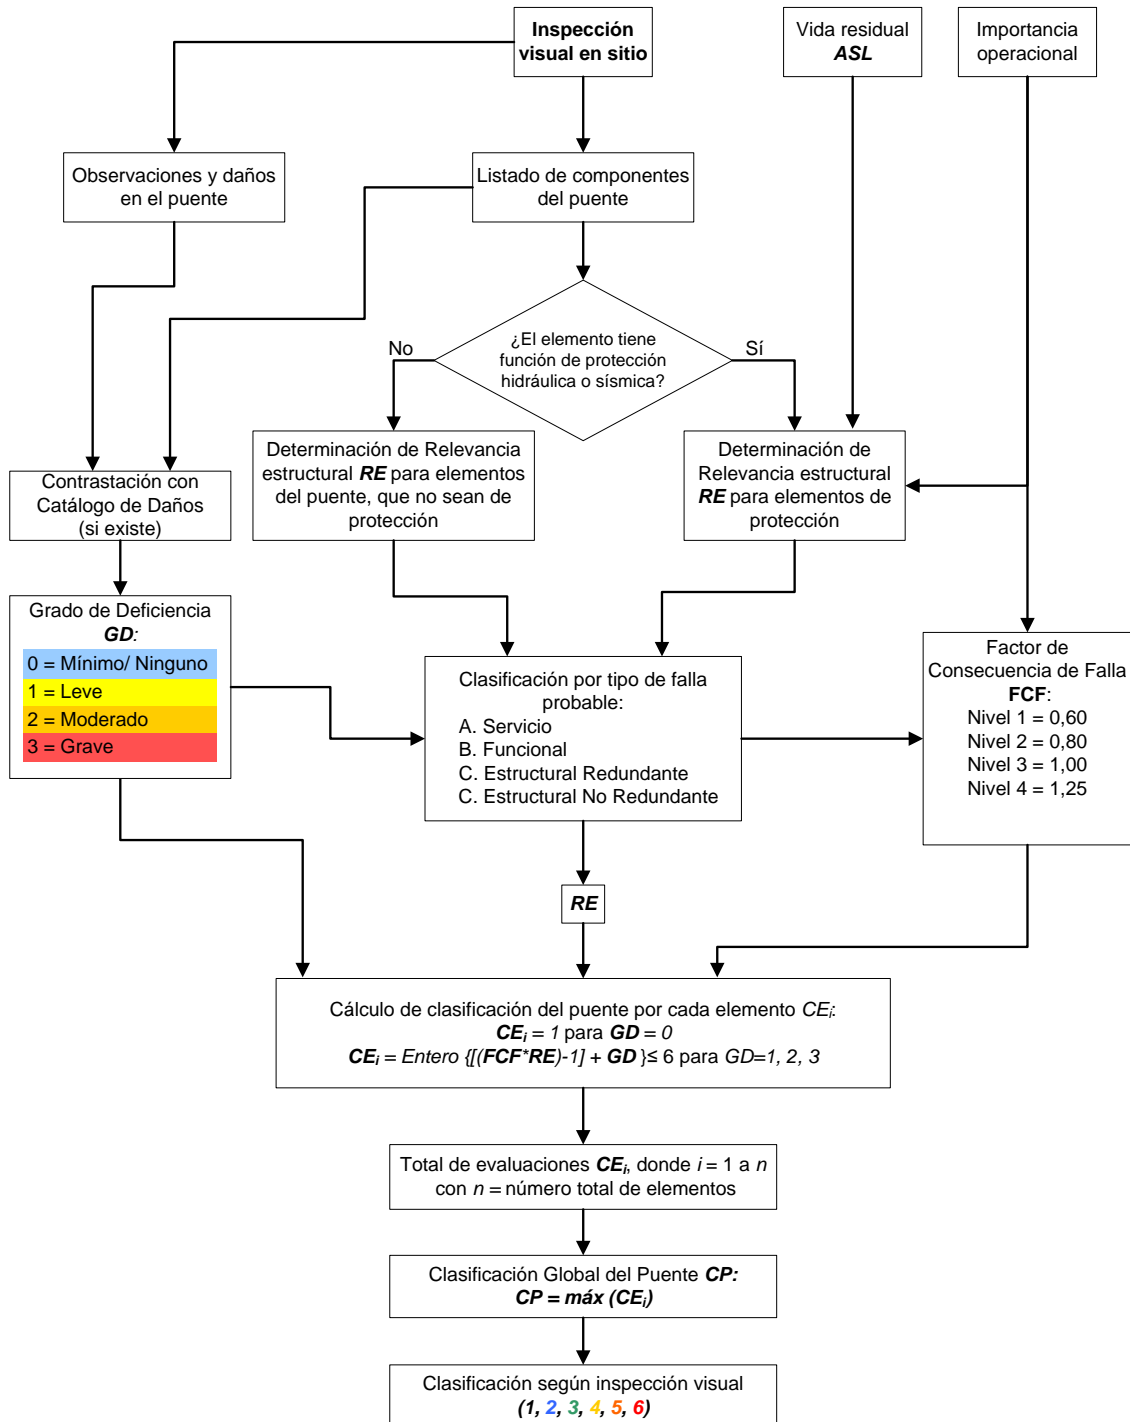 Inspección
visual en sitio
Vida residual
ASL
Importancia
operacional
Observaciones y daños
en el puente
Listado de componentes
del puente
¿El elemento tiene
función de protección
hidráulica o sísmica?
No
Sí
Determinación de Relevancia
estructural RE para elementos
del puente, que no sean de
protección
Determinación de
Relevancia estructural
RE para elementos de
protección
Contrastación con
Catálogo de Daños
(si existe)
Grado de Deficiencia
GD:
0 = Mínimo/ Ninguno
1 = Leve
2 = Moderado
3 = Grave
Clasificación por tipo de falla
probable:
A. Servicio
B. Funcional
C. Estructural Redundante
C. Estructural No Redundante
Factor de
Consecuencia de Falla
FCF:
Nivel 1 = 0,60
Nivel 2 = 0,80
Nivel 3 = 1,00
Nivel 4 = 1,25
RE
Cálculo de clasificación del puente por cada elemento CEi:
CEi = 1 para GD = 0
CEi = Entero {[(FCF*RE)-1] + GD }≤ 6 para GD=1, 2, 3
Total de evaluaciones CEi, donde i = 1 a n
con n = número total de elementos
Clasificación Global del Puente CP:
CP = máx (CEi)
Clasificación según inspección visual
(1, 2, 3, 4, 5, 6)